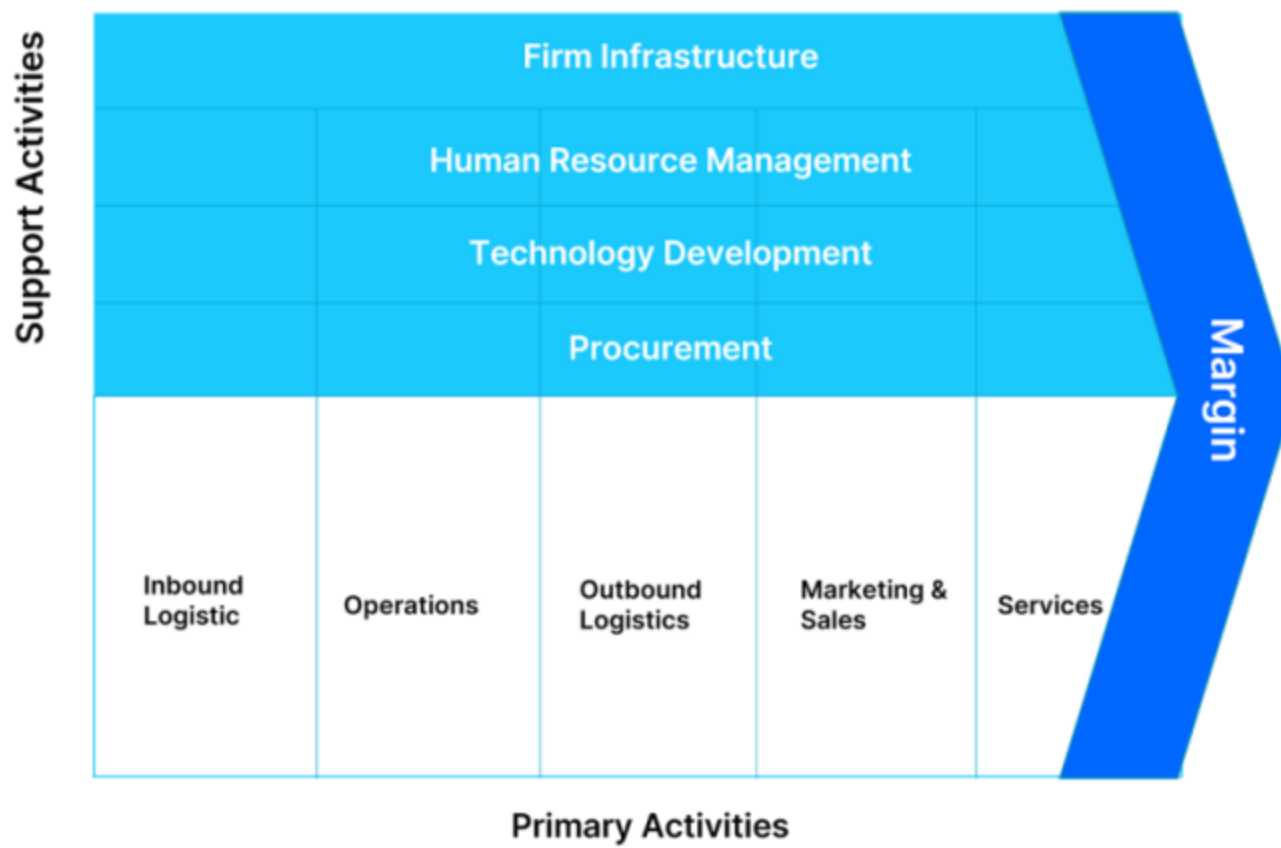 Support Activities
Firm Infrastructure
Human Resource Management
Technology Development
Procurement
Margin
Inbound
Logistic
Operations
Outbound
Logistics
Marketing &
Sales
Services
Primary Activities